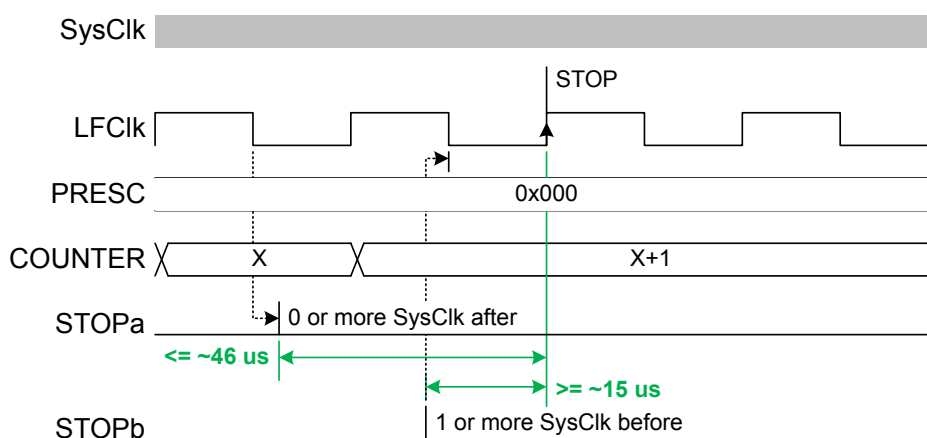 SysClk
STOP
LFClk
PRESC
0x000
COUNTER
X
X+1
STOPa
0 or more SysClk after
<= ~46 us
>= ~15 us
STOPb
1 or more SysClk before